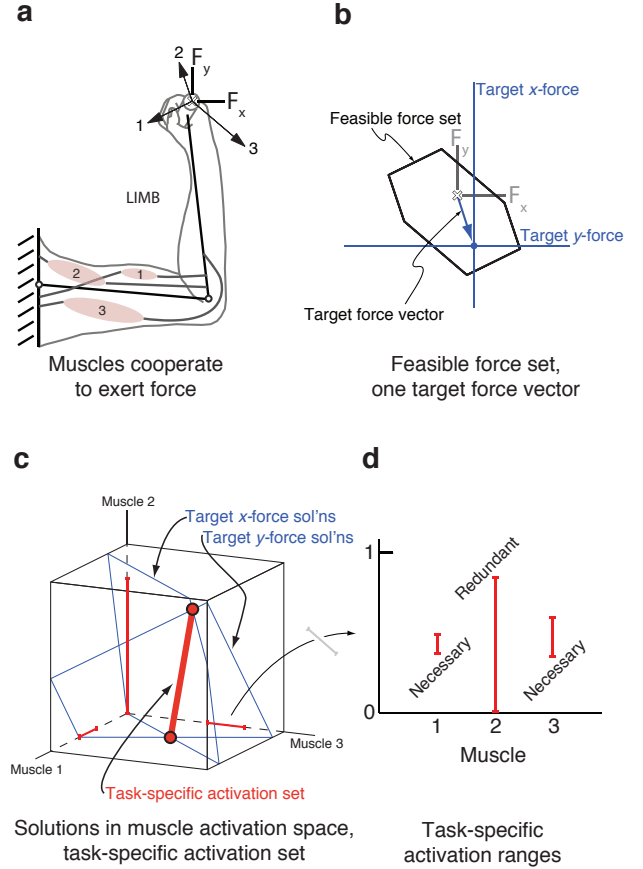 a
2
F
y
F
x
1
3
LIMB
2
1
3
Muscles cooperate
to exert force
b
Target x-force
Feasible force set
F
y
F
x
Target y-force
Target force vector
Feasible force set,
one target force vector
c
Muscle 2
Target x-force sol'ns
Target y-force sol'ns
Muscle 1
Muscle 3
Task-specific activation set
Solutions in muscle activation space,
task-specific activation set
d
1
Redundant
Necessary
Necessary
0
1 2 3
Muscle
Task-specific
activation ranges